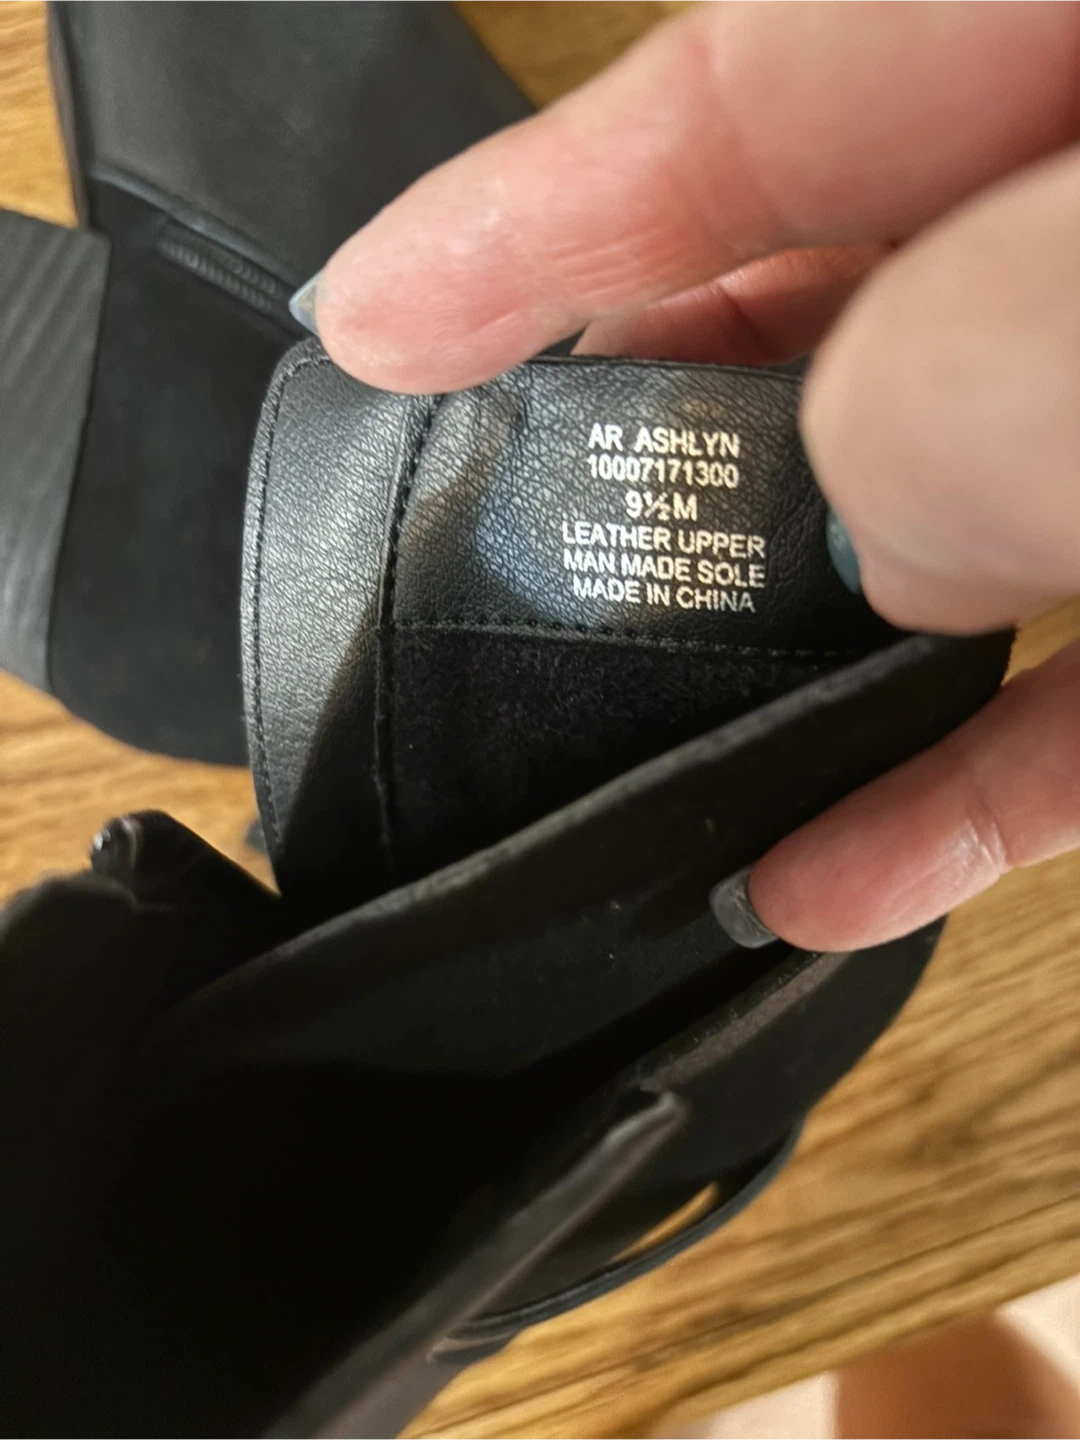 AR ASHLYN
10007171300
9½M
LEATHER UPPER
MAN MADE SOLE
MADE IN CHINA